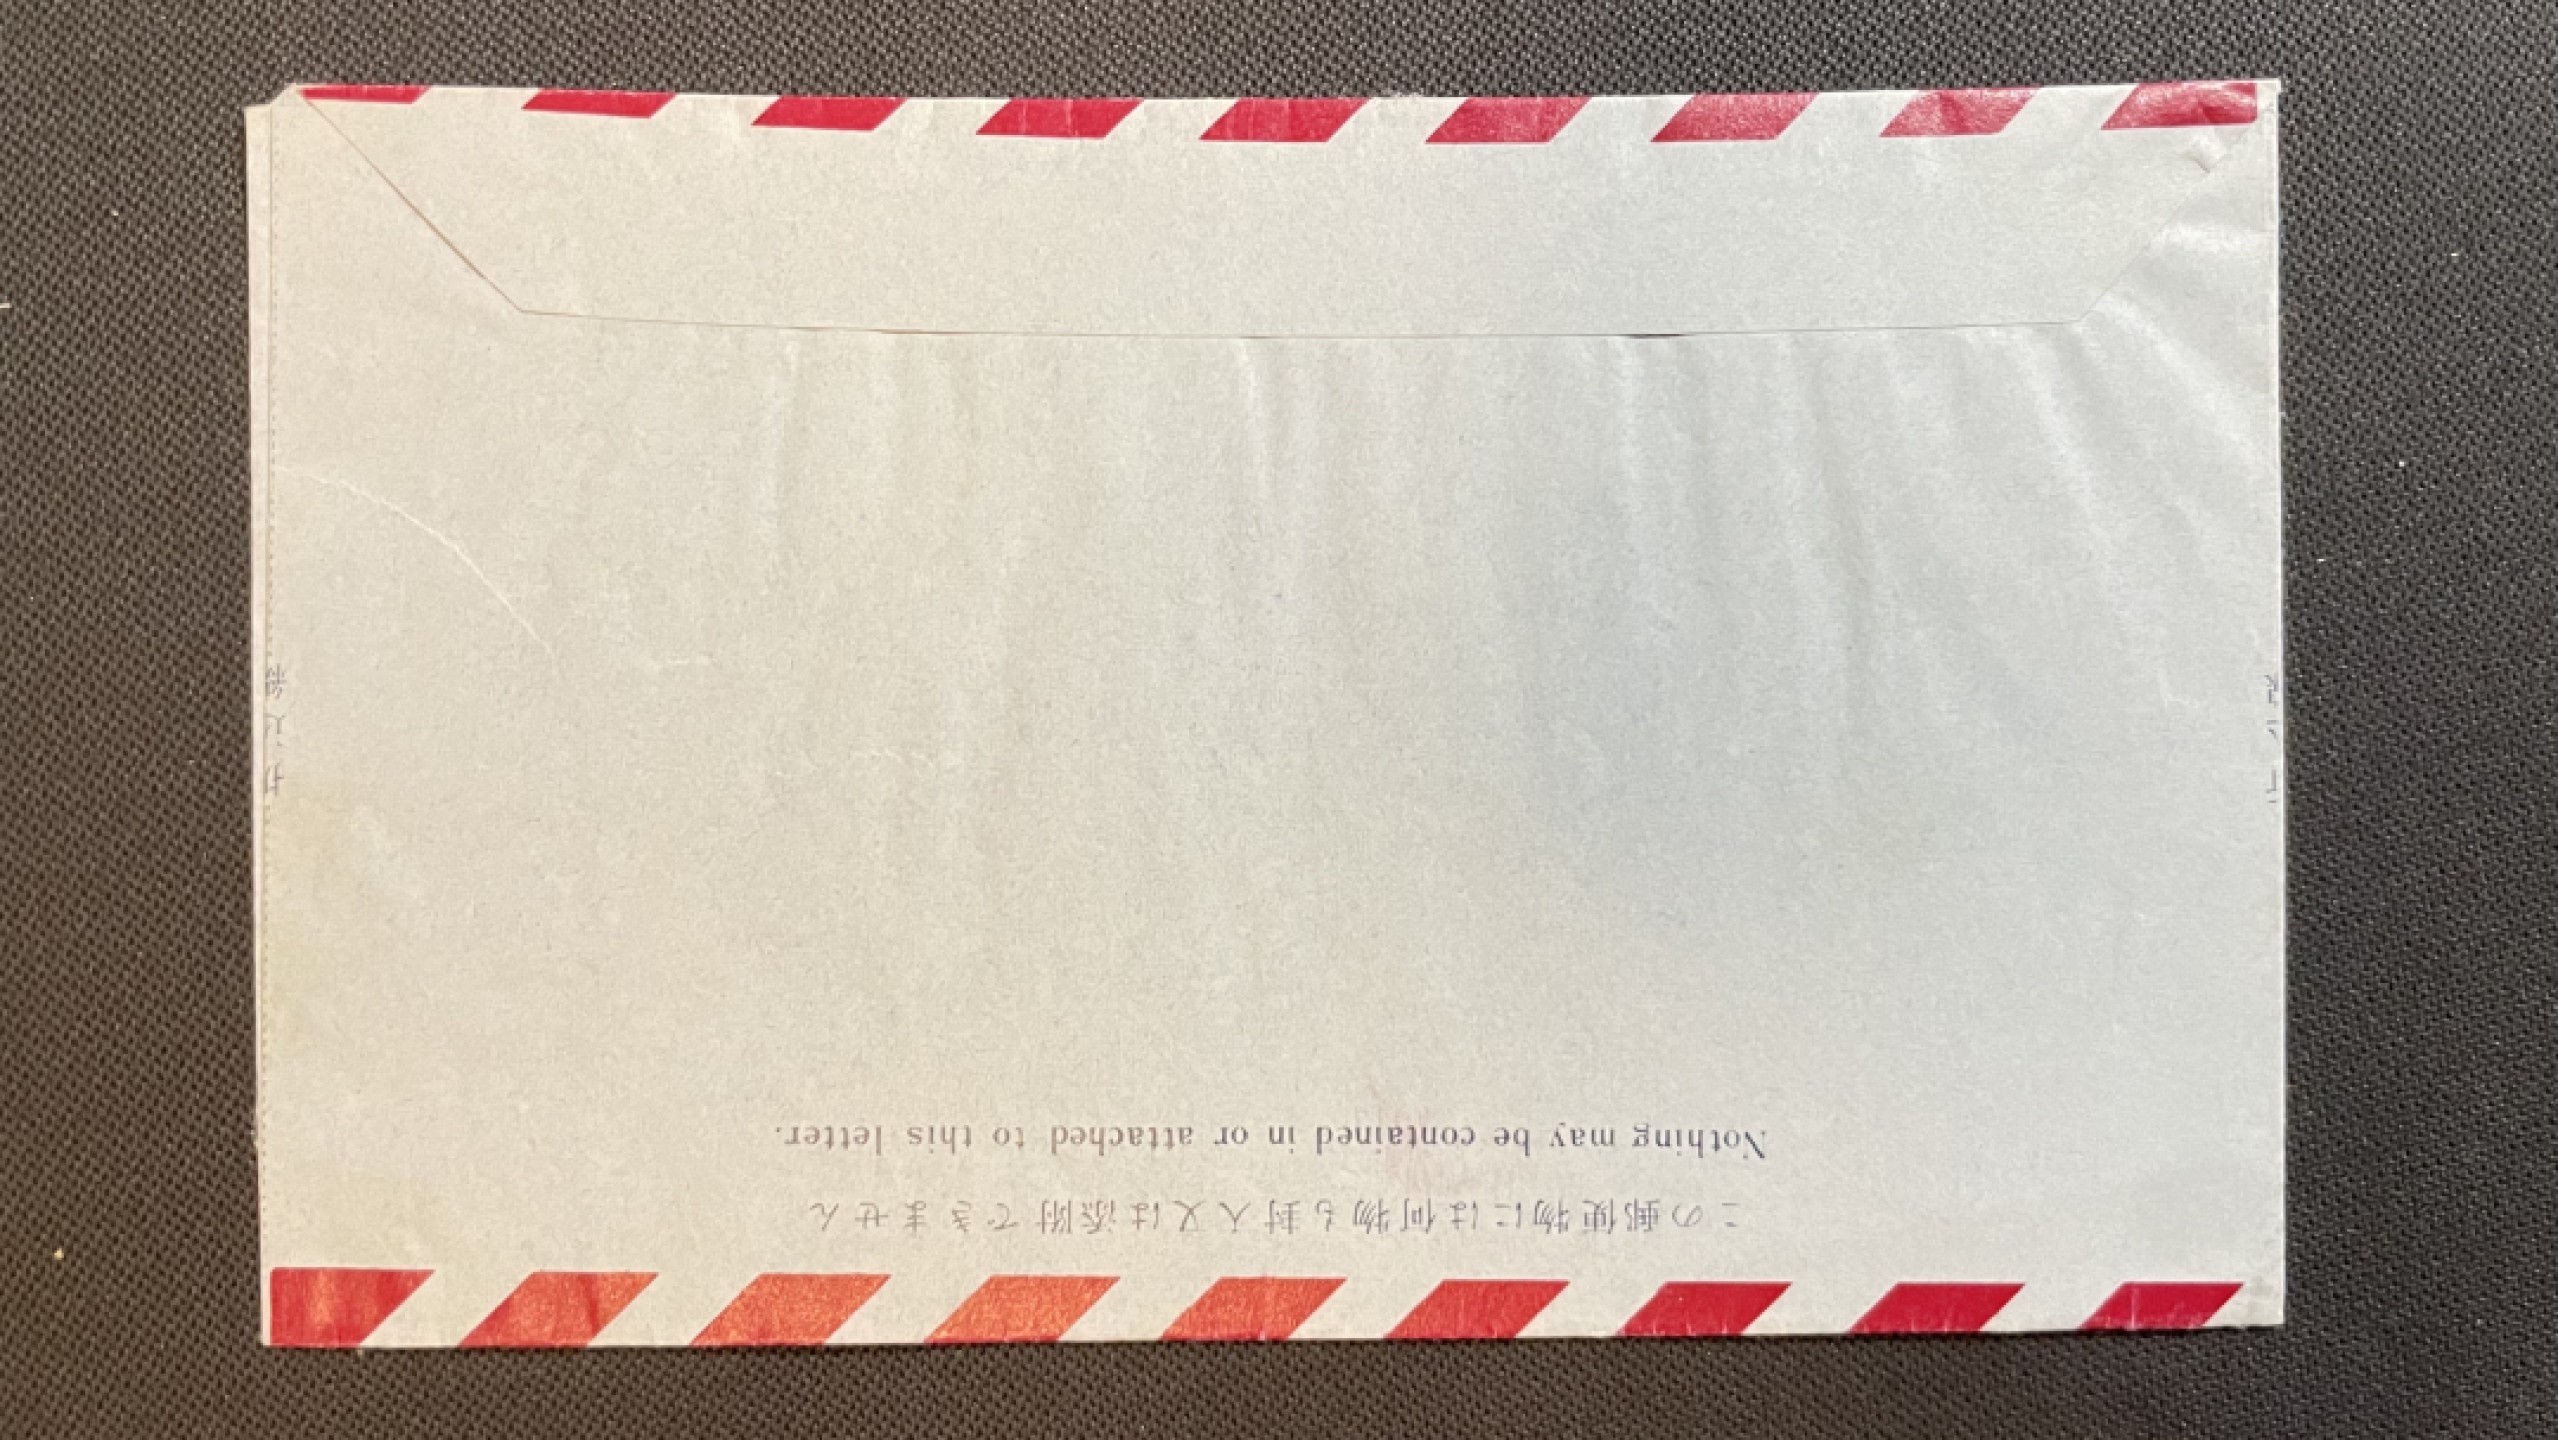 この郵便物には何物も封入又は添附できません
Nothing may be contained in or attached to this letter.